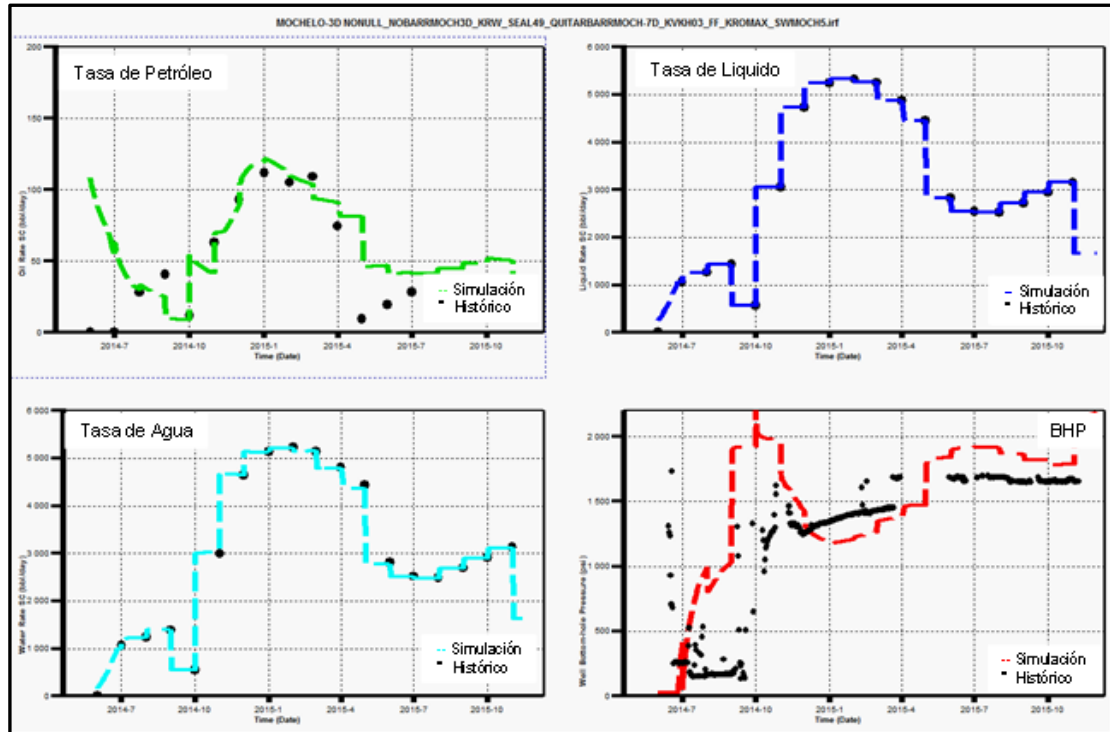 MOCHELO-3D NONULL_NOBARRMOCH3D_KRW_SEAL49_QUITARBARRMOCH-7D_KVKH03_FF_KROMAX_SWMOCH5.irf
Tasa de Petróleo
200
150
100
50
0
Oil Rate SC (bbl/day)
2014-7 2014-10 2015-1 2015-4 2015-7 2015-10
Time (Date)
Simulación
Histórico
Tasa de Liquido
6 000
5 000
4 000
3 000
2 000
1 000
0
Liquid Rate SC (bbl/day)
2014-7 2014-10 2015-1 2015-4 2015-7 2015-10
Time (Date)
Simulación
Histórico
Tasa de Agua
6 000
5 000
4 000
3 000
2 000
1 000
0
Water Rate SC (bbl/day)
2014-7 2014-10 2015-1 2015-4 2015-7 2015-10
Time (Date)
Simulación
Histórico
BHP
2 000
1 500
1 000
500
0
Well Bottom-hole Pressure (psi)
2014-7 2014-10 2015-1 2015-4 2015-7 2015-10
Time (Date)
Simulación
Histórico